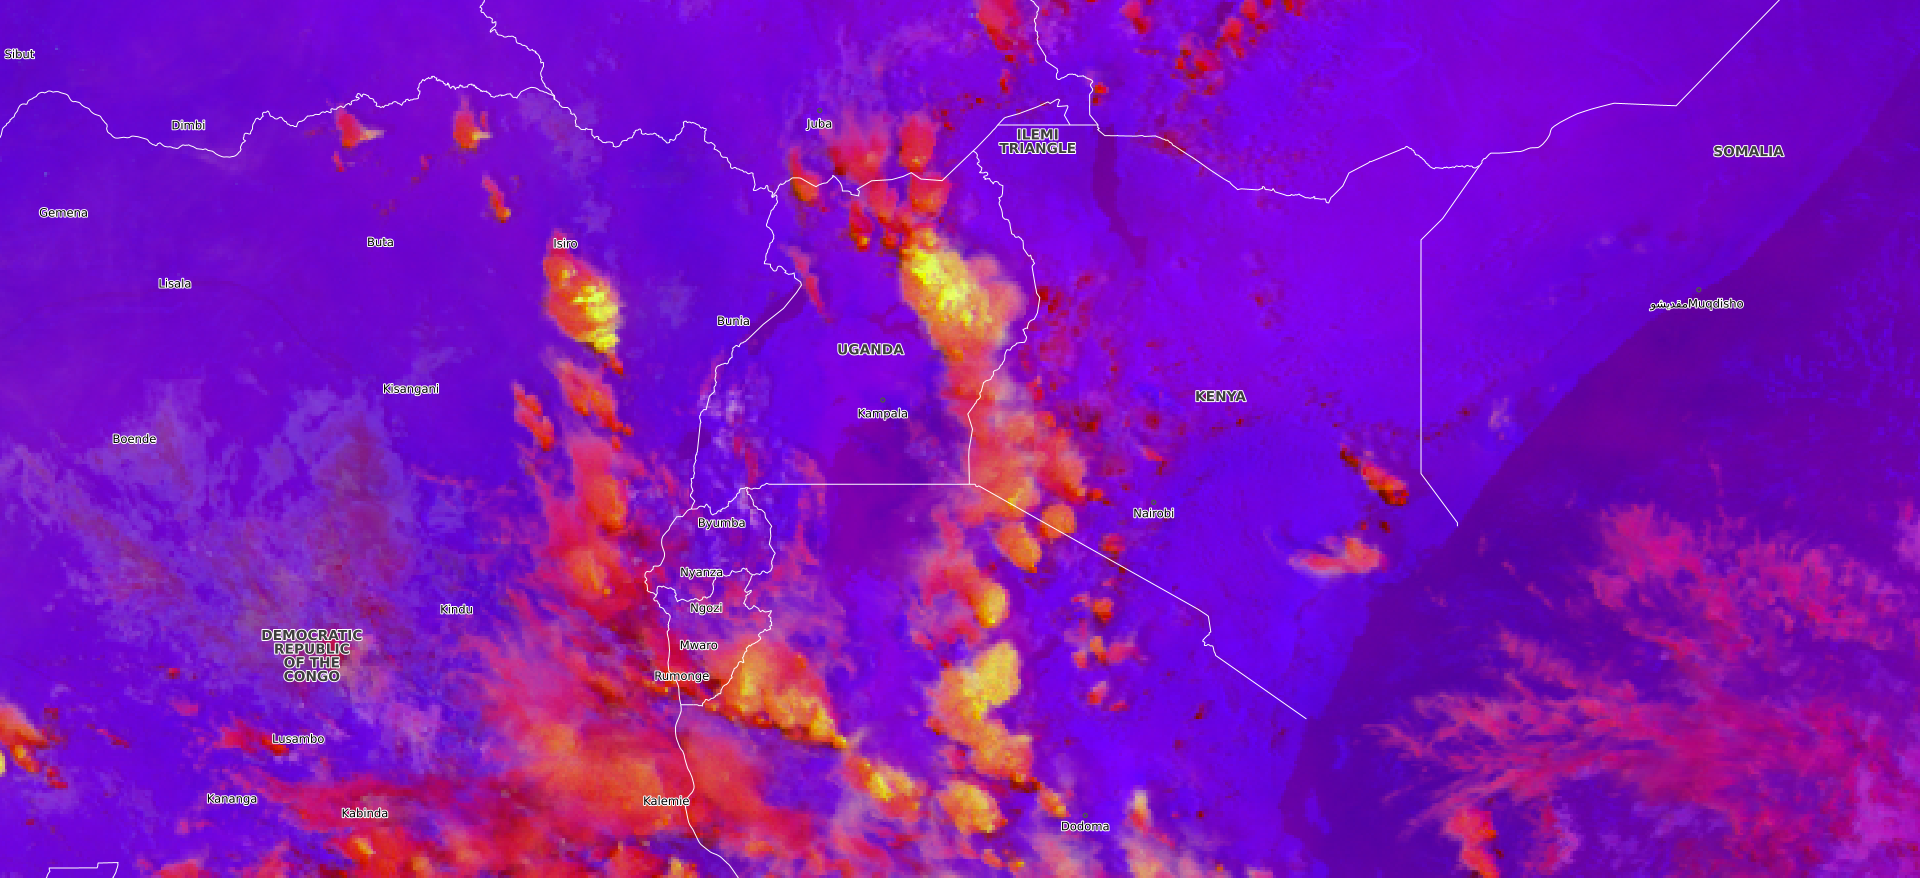 Sibut
Dimbi
Juba
ILEMI
TRIANGLE
SOMALIA
Gemena
Buta
Isiro
Lisala
مقديشو Muqdisho
Bunia
UGANDA
Kisangani
KENYA
Kampala
Boende
Nairobi
Byumba
Nyanza
Ngozi
Kindu
DEMOCRATIC
REPUBLIC
OF THE
CONGO
Mwaro
Rumonge
Lusambo
Kananga
Kalemie
Kabinda
Dodoma